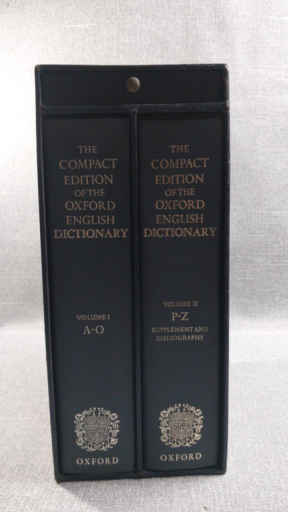 THE
COMPACT
EDITION
OF THE
OXFORD
ENGLISH
DICTIONARY
VOLUME I
A-O
OXFORD
THE
COMPACT
EDITION
OF THE
OXFORD
ENGLISH
DICTIONARY
VOLUME II
P-Z
SUPPLEMENT AND
BIBLIOGRAPHY
OXFORD